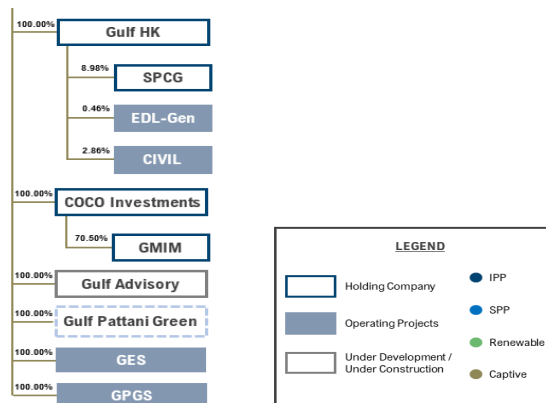 100.00%
Gulf HK
8.98%
SPCG
0.46%
EDL-Gen
2.86%
CIVIL
100.00%
COCO Investments
70.50%
GMIM
100.00%
Gulf Advisory
100.00%
Gulf Pattani Green
100.00%
GES
100.00%
GPGS
LEGEND
Holding Company
Operating Projects
Under Development /
Under Construction
IPP
SPP
Renewable
Captive